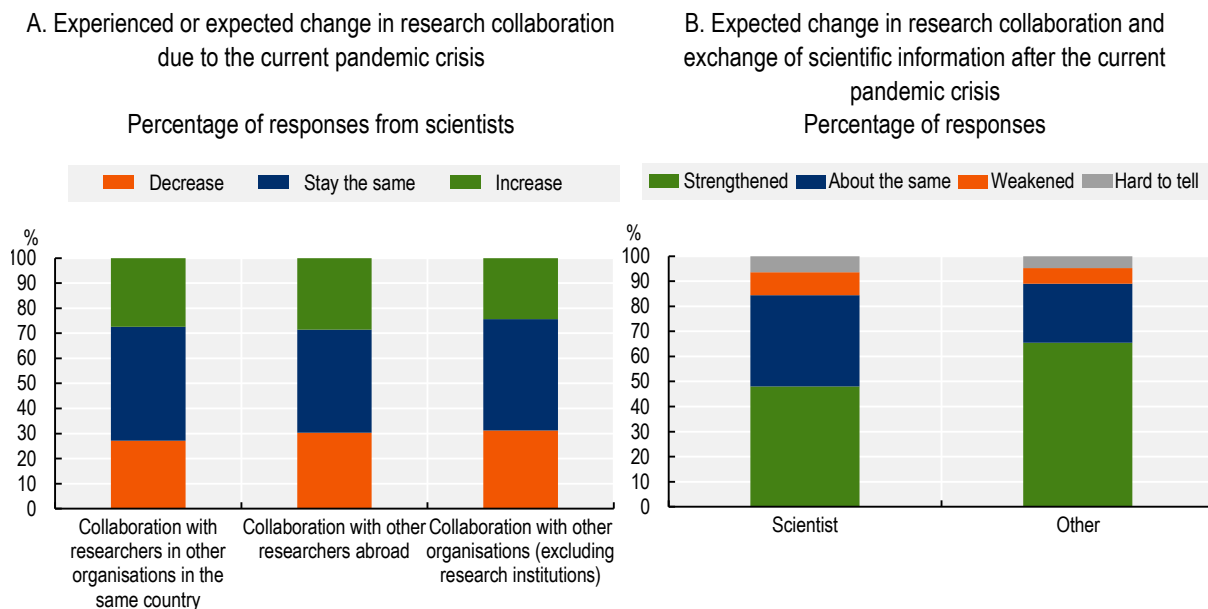 A. Experienced or expected change in research collaboration
due to the current pandemic crisis
Percentage of responses from scientists
Decrease Stay the same Increase
%
100
90
80
70
60
50
40
30
20
10
0
Collaboration with
researchers in other
organisations in the
same country
Collaboration with other
researchers abroad
Collaboration with other
organisations (excluding
research institutions)
B. Expected change in research collaboration and
exchange of scientific information after the current
pandemic crisis
Percentage of responses
Strengthened About the same Weakened Hard to tell
%
100
90
80
70
60
50
40
30
20
10
0
Scientist
Other